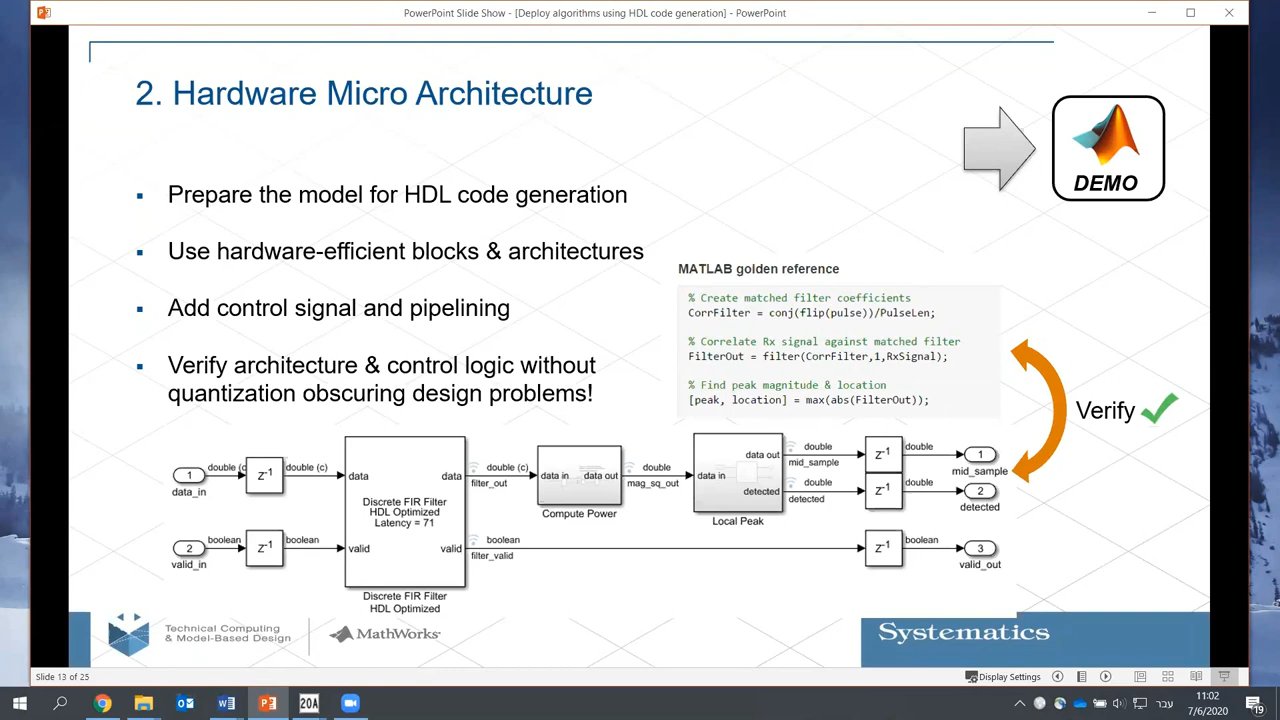 PowerPoint Slide Show - [Deploy algorithms using HDL code generation] - PowerPoint
2. Hardware Micro Architecture
DEMO
▪ Prepare the model for HDL code generation
▪ Use hardware-efficient blocks & architectures
▪ Add control signal and pipelining
▪ Verify architecture & control logic without
quantization obscuring design problems!
MATLAB golden reference
% Create matched filter coefficients
CorrFilter = conj(flip(pulse))/PulseLen;
% Correlate Rx signal against matched filter
FilterOut = filter(CorrFilter,1,RxSignal);
% Find peak magnitude & location
[peak, location] = max(abs(FilterOut));
Verify
1
double (c
data_in
Z-1
double (c)
data
data
Discrete FIR Filter
HDL Optimized
Latency = 71
valid
valid
Discrete FIR Filter
HDL Optimized
double (c)
filter_out
data in
data out
Compute Power
double
mag_sq_out
data in
data out
detected
Local Peak
double
mid_sample
Z-1
double
1
mid_sample
double
detected
Z-1
double
2
detected
2
boolean
valid_in
Z-1
boolean
boolean
filter_valid
Z-1
boolean
3
valid_out
Technical Computing
& Model-Based Design
MathWorks®
Systematics
Slide 13 of 25
Display Settings
20A
עבר
11:02
7/6/2020
19